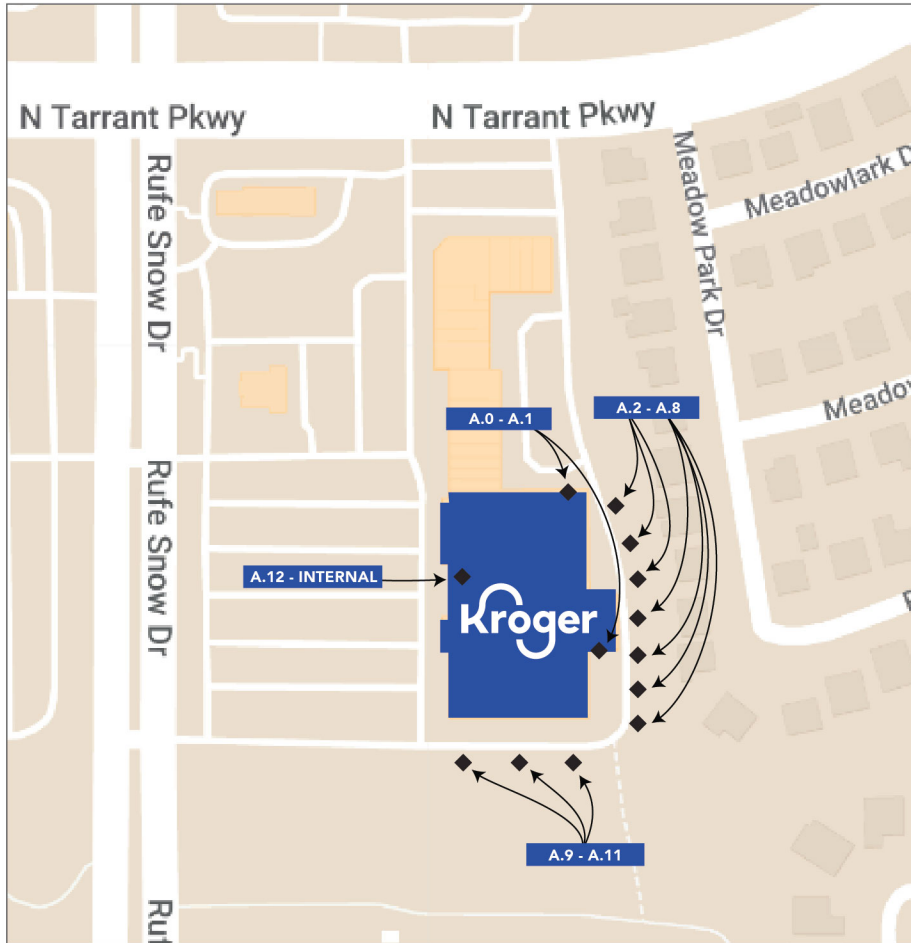 N Tarrant Pkwy
N Tarrant Pkwy
Rufe Snow Dr
Meadow Park Dr
Meadowlark D
Meadow
A.0 - A.1
A.2 - A.8
Rufe Snow Dr
A.12 - INTERNAL
Kroger
A.9 - A.11
Ruf